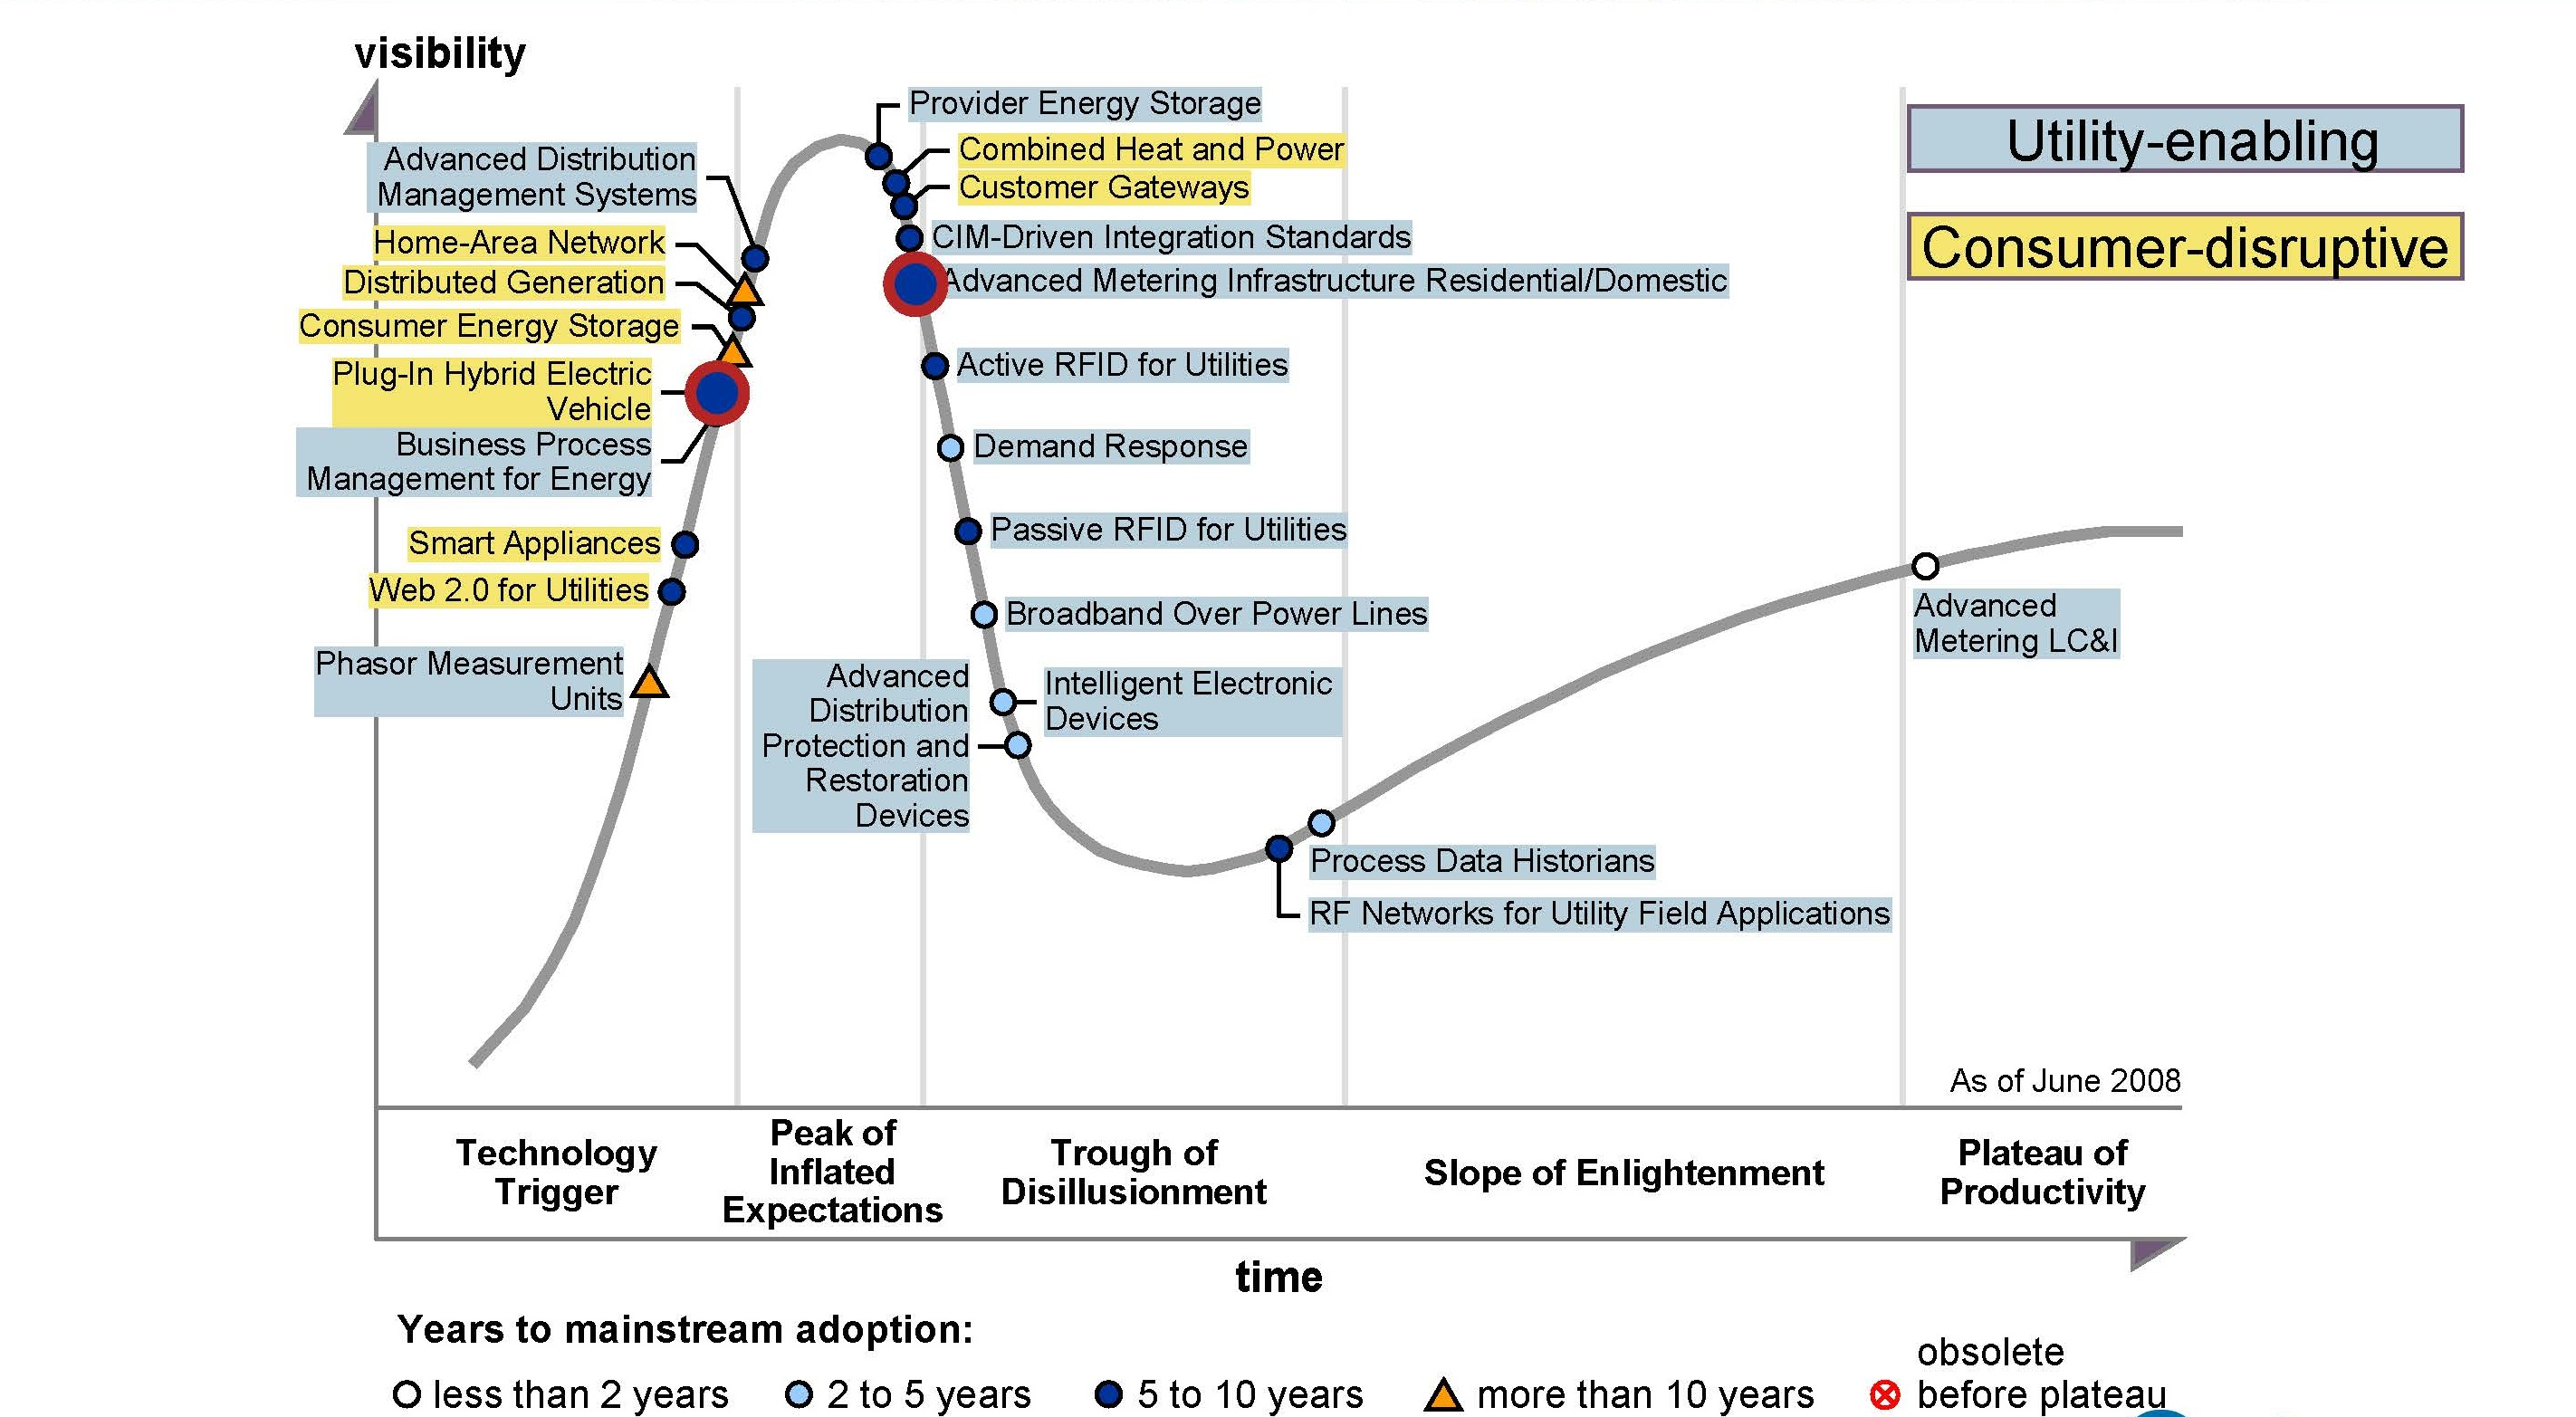 visibility
Provider Energy Storage
Combined Heat and Power
Customer Gateways
CIM-Driven Integration Standards
Advanced Metering Infrastructure Residential/Domestic
Active RFID for Utilities
Demand Response
Passive RFID for Utilities
Broadband Over Power Lines
Intelligent Electronic
Devices
Advanced Distribution
Management Systems
Home-Area Network
Distributed Generation
Consumer Energy Storage
Plug-In Hybrid Electric
Vehicle
Business Process
Management for Energy
Smart Appliances
Web 2.0 for Utilities
Phasor Measurement
Units
Advanced
Distribution
Protection and
Restoration
Devices
Process Data Historians
RF Networks for Utility Field Applications
Utility-enabling
Consumer-disruptive
Advanced
Metering LC&I
As of June 2008
Technology
Trigger
Peak of
Inflated
Expectations
Trough of
Disillusionment
Slope of Enlightenment
Plateau of
Productivity
time
Years to mainstream adoption:
less than 2 years
2 to 5 years
5 to 10 years
more than 10 years
obsolete
before plateau